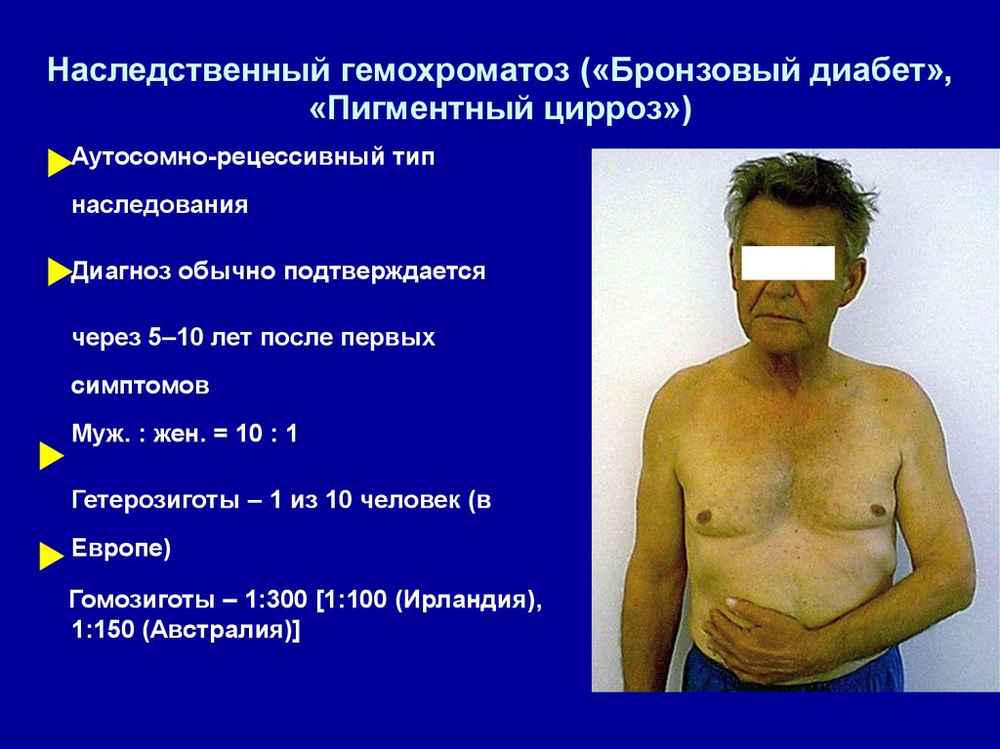 Наследственный гемохроматоз («Бронзовый диабет»,
«Пигментный цирроз»)
Аутосомно-рецессивный тип
наследования
Диагноз обычно подтверждается
через 5–10 лет после первых
симптомов
Муж. : жен. = 10 : 1
Гетерозиготы – 1 из 10 человек (в
Европе)
Гомозиготы – 1:300 [1:100 (Ирландия),
1:150 (Австралия)]